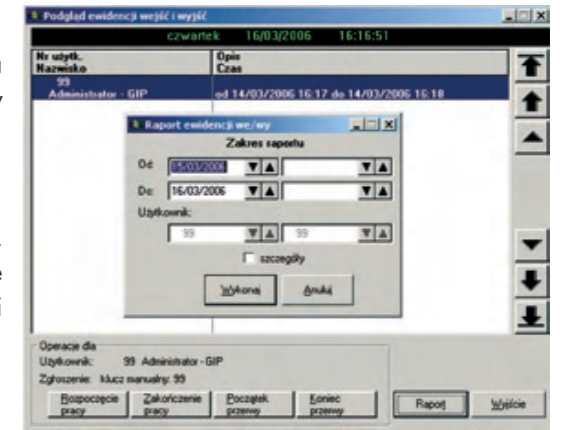 Podgląd ewidencji wejść i wyjść
czwartek 16/03/2006 16:16:51
Nr użytk. Opis
Nazwisko Czas
99
Administrator - GIP od 14/03/2006 16:17 do 14/03/2006 16:18
Raport ewidencji we/wy
Zakres raportu
Od: 15/03/2006
Do: 16/03/2006
Użytkownik:
99 99
szczegóły
Wykonaj Anuluj
Operacje dla
Użytkownik: 99 Administrator - GIP
Zgłoszenie: klucz manualny: 99
Rozpoczęcie pracy Zakończenie pracy Początek przerwy Koniec przerwy Raport Wyjście
y
e
i